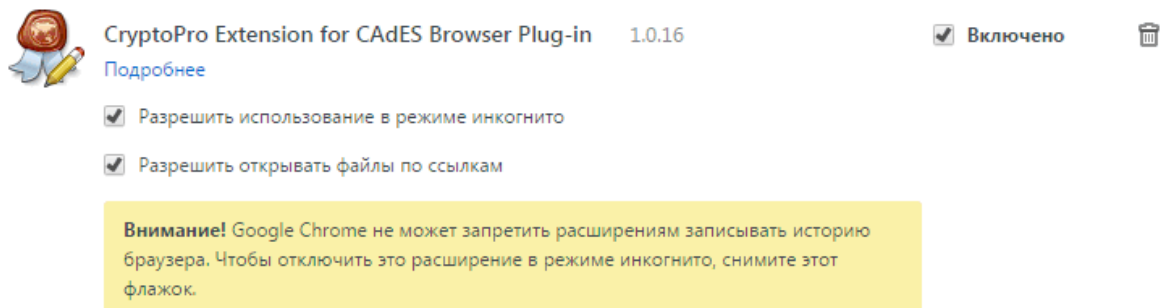 CryptoPro Extension for CAdES Browser Plug-in 1.0.16 Включено
Подробнее
Разрешить использование в режиме инкогнито
Разрешить открывать файлы по ссылкам
Внимание! Google Chrome не может запретить расширениям записывать историю
браузера. Чтобы отключить это расширение в режиме инкогнито, снимите этот
флажок.